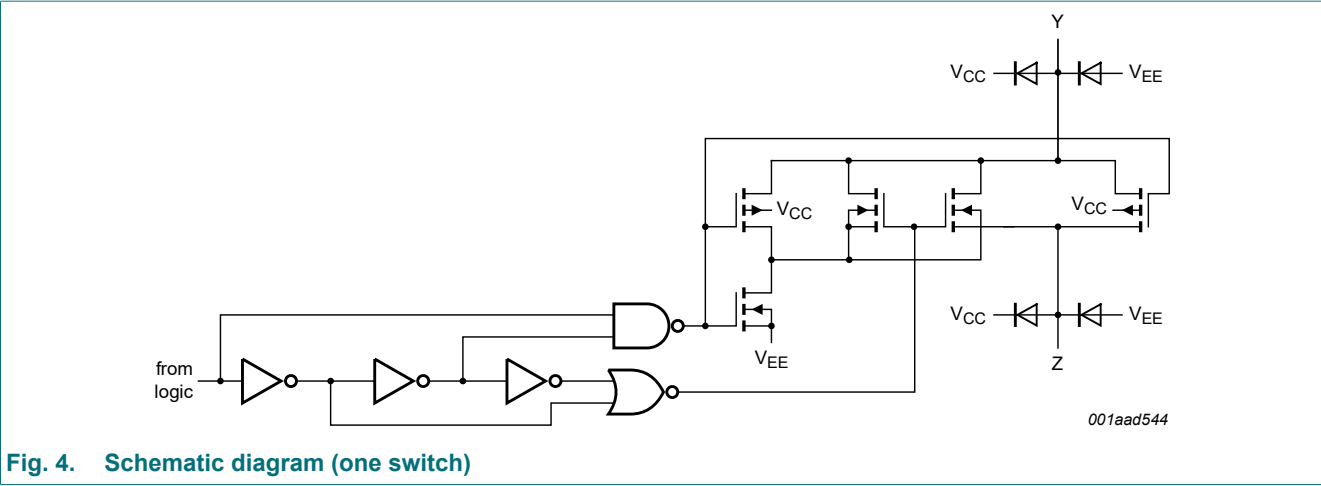 Y
VCC
VEE
VCC
VCC
VCC
VEE
VEE
Z
from
logic
001aad544
Fig. 4. Schematic diagram (one switch)